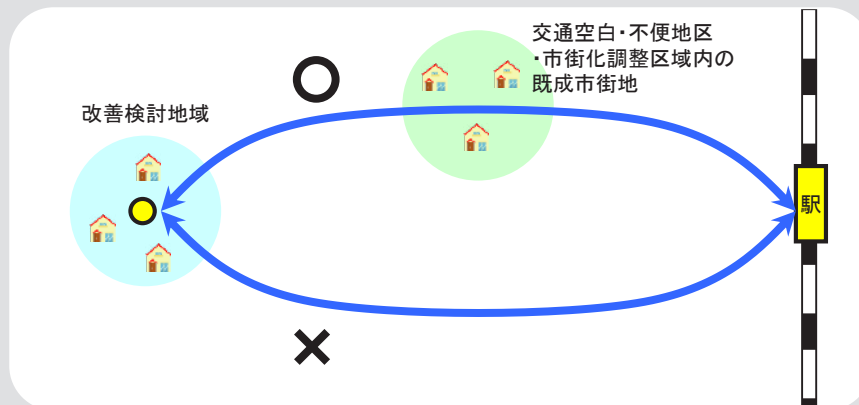 交通空白・不便地区
・市街化調整区域内の
既成市街地
改善検討地域
駅